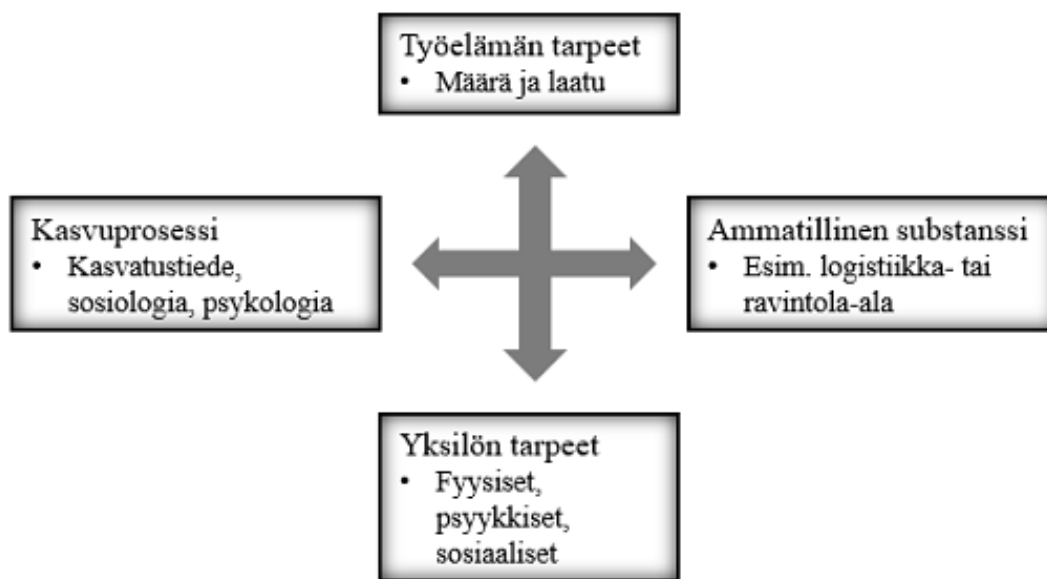 Työelämän tarpeet
• Määrä ja laatu
Kasvuprosessi
• Kasvatustiede,
sosiologia, psykologia
Ammatillinen substanssi
• Esim. logistiikka- tai
ravintola-ala
Yksilön tarpeet
• Fyysiset,
psyykkiset,
sosiaaliset